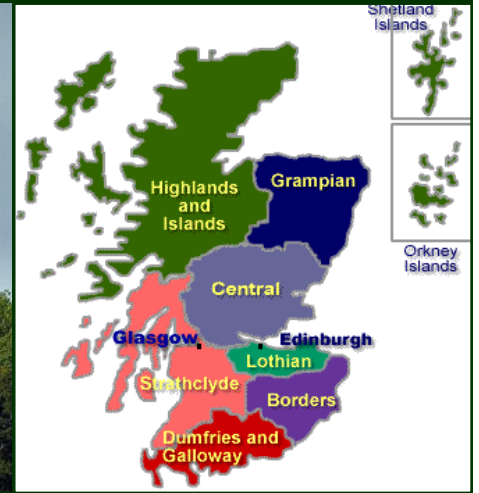 Shetland
Islands
Grampian
Highlands
and
Islands
Orkney
Islands
Central
Glasgow
Edinburgh
Lothian
Strathclyde
Borders
Dumfries and
Galloway